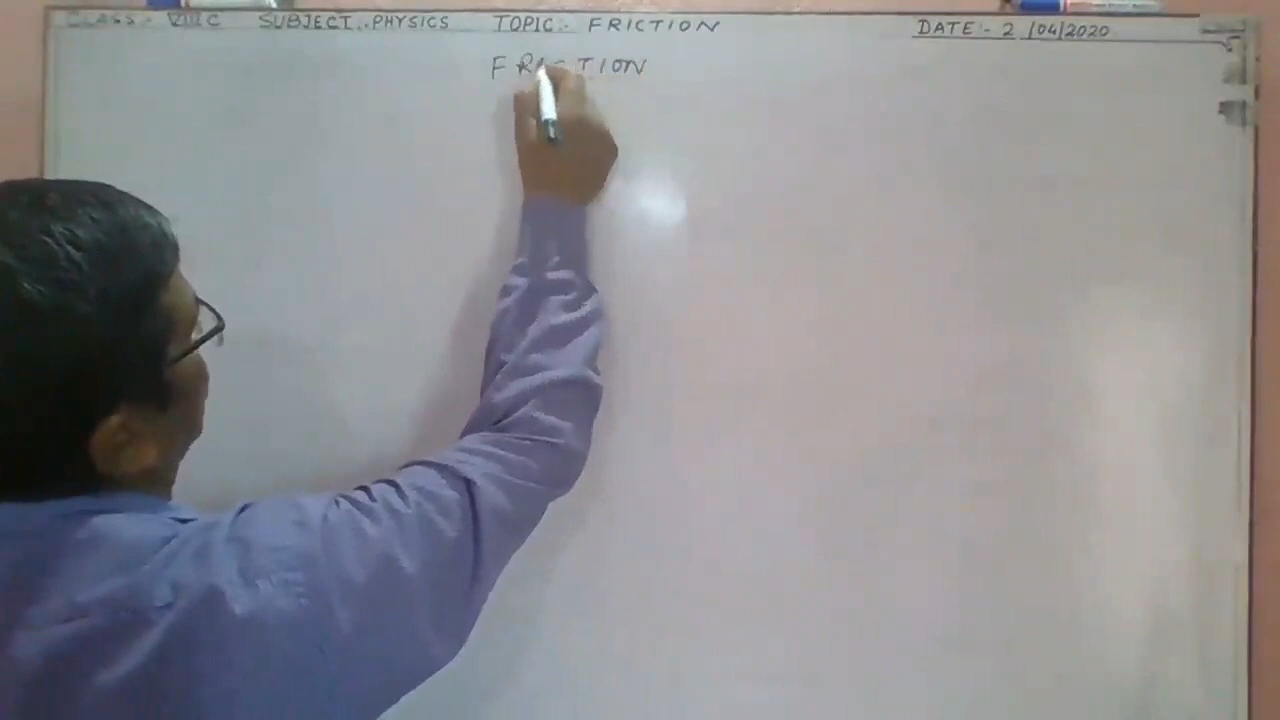 CLASS:- VIII C SUBJECT:- PHYSICS TOPIC:- FRICTION DATE:- 2/04/2020
FRICTION